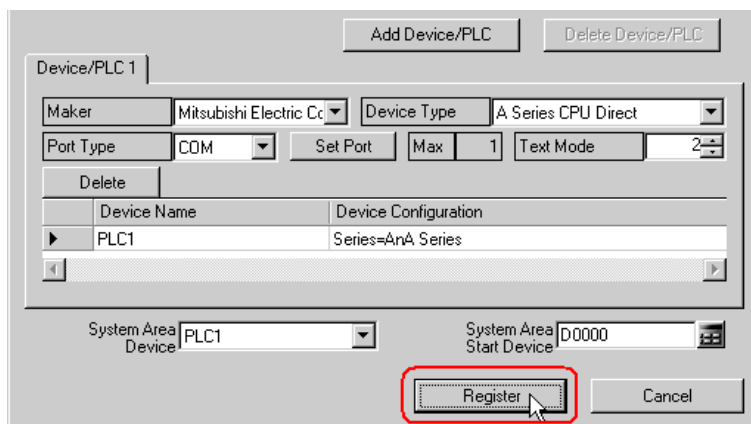 Add Device/PLC Delete Device/PLC
Device/PLC 1
Maker Mitsubishi Electric Co Device Type A Series CPU Direct
Port Type COM Set Port Max 1 Text Mode 2
Delete
Device Name Device Configuration
PLC1 Series=AnA Series
System Area Device PLC1 System Area Start Device D0000
Register Cancel